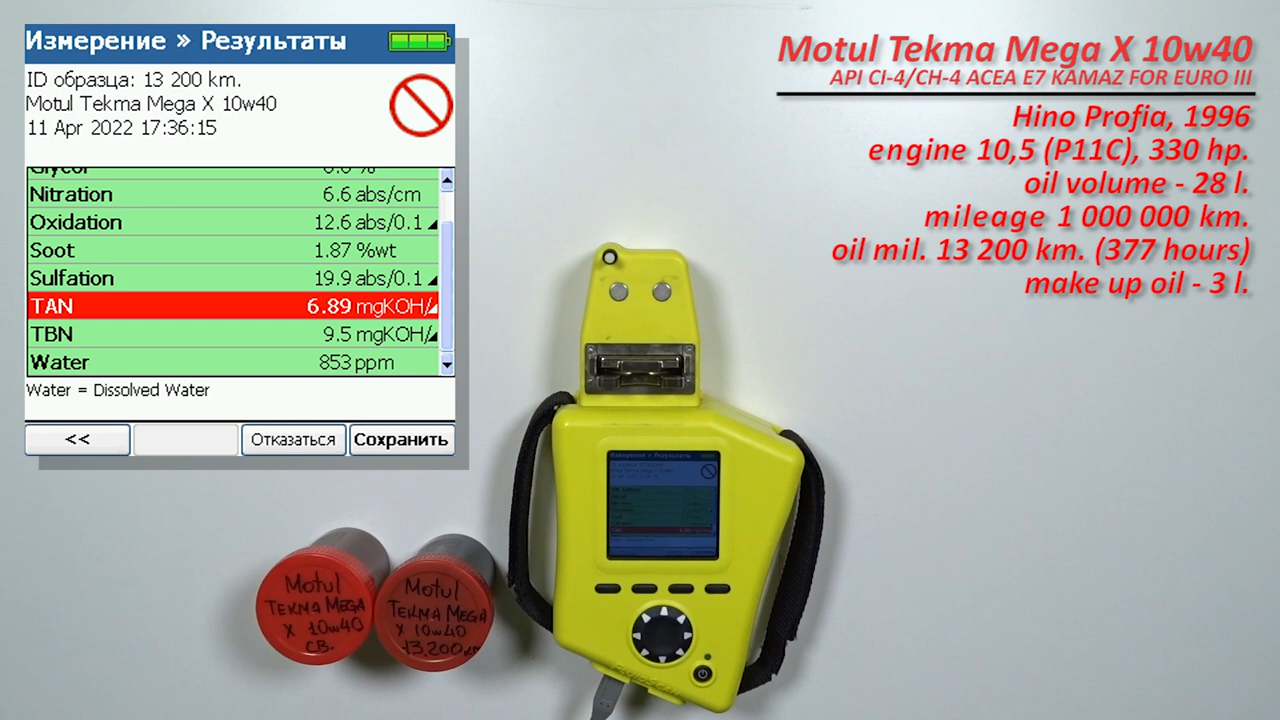 Измерение » Результаты
ID образца: 13 200 km.
Motul Tekma Mega X 10w40
11 Apr 2022 17:36:15
Nitration 6.6 abs/cm
Oxidation 12.6 abs/0.1
Soot 1.87 %wt
Sulfation 19.9 abs/0.1
TAN 6.89 mgKOH/
TBN 9.5 mgKOH/
Water 853 ppm
Water = Dissolved Water
<< Отказаться Сохранить
Motul Tekma Mega X 10w40
API CI-4/CH-4 ACEA E7 KAMAZ FOR EURO III
Hino Profia, 1996
engine 10,5 (P11C), 330 hp.
oil volume - 28 l.
mileage 1 000 000 km.
oil mil. 13 200 km. (377 hours)
make up oil - 3 l.
Измерение » Результаты
Motul
TEKMA MEGA
X 10w40
СВ.
Motul
TEKMA MEGA
X 10w40
13.200км